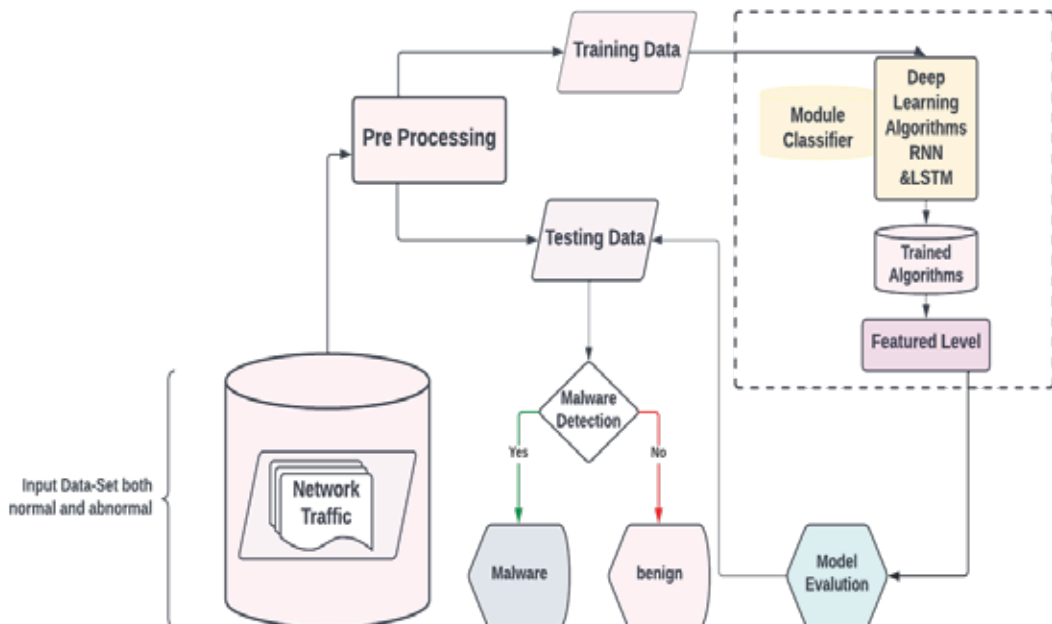 Training Data
Deep
Learning
Algorithms
RNN
&LSTM
Module
Classifier
Pre Processing
Testing Data
Trained
Algorithms
Featured Level
Malware
Detection
Yes
No
Input Data-Set both
normal and abnormal
Network
Traffic
Malware
benign
Model
Evalution